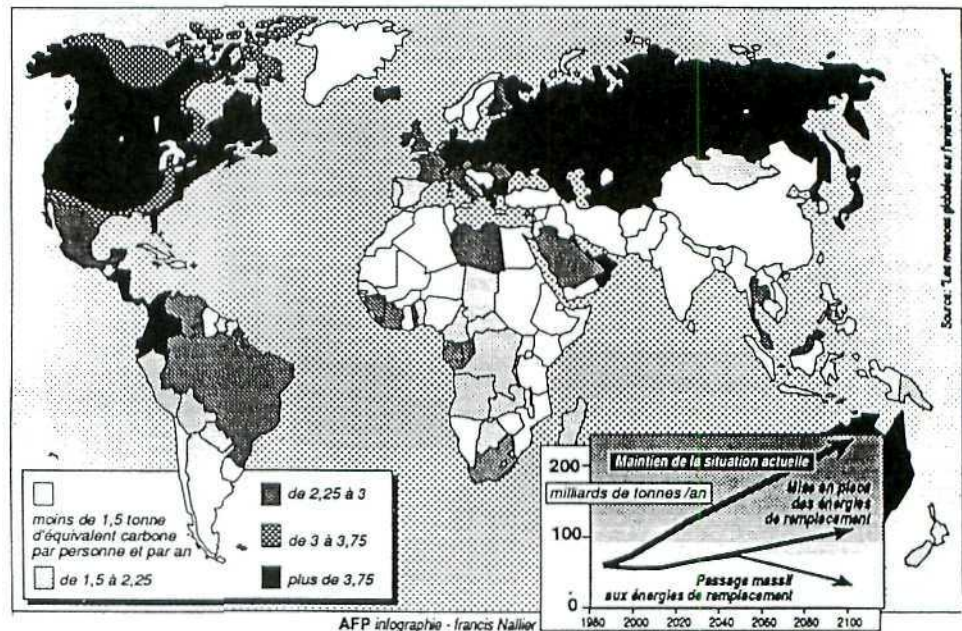 Source: "Les menaces globales sur l'environnement"
moins de 1,5 tonne
d'équivalent carbone
par personne et par an
de 1,5 à 2,25
de 2,25 à 3
de 3 à 3,75
plus de 3,75
200
100
0
Maintien de la situation actuelle
milliards de tonnes /an
Mise en place
des énergies
de remplacement
Passage massif
aux énergies de remplacement
1980 2000 2020 2040 2060 2080 2100
AFP infographie - francis Nallier